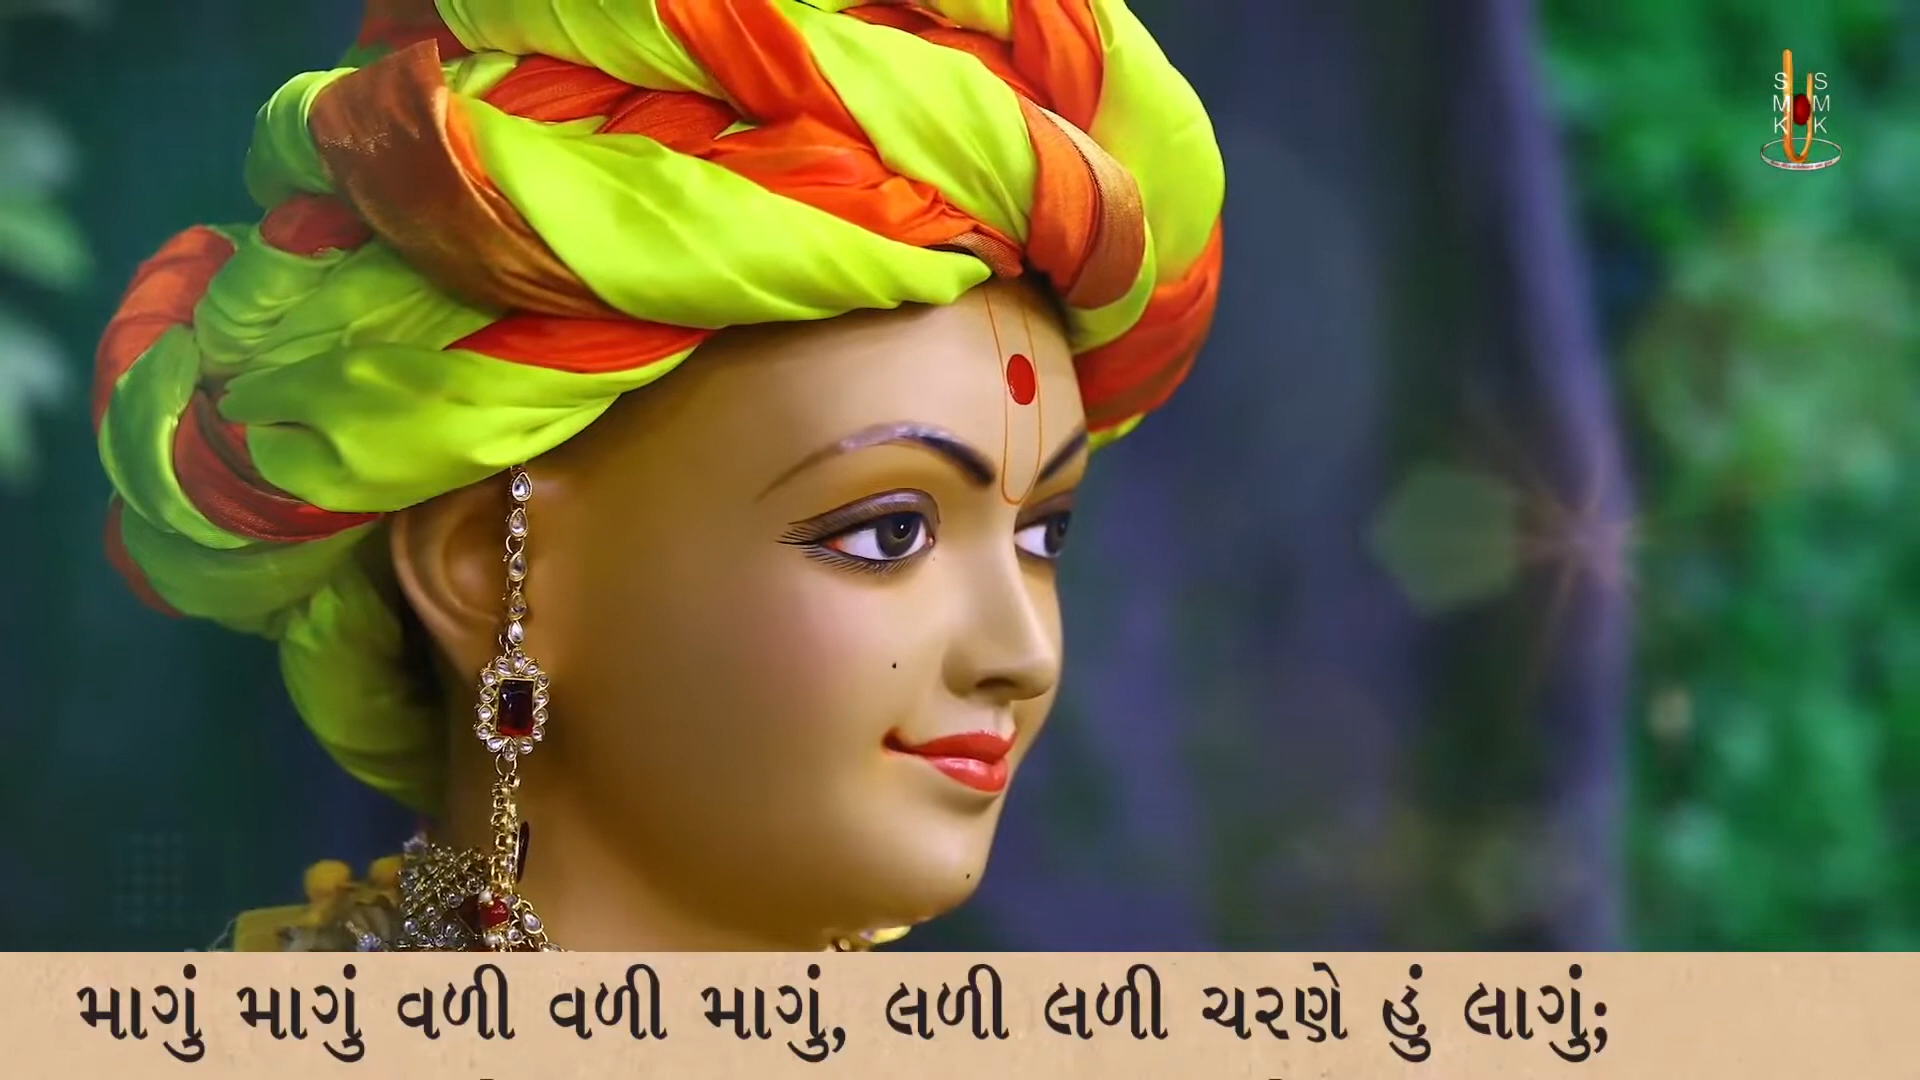 S S
M M
K K
માગું માગું વળી વળી માગું, લળી લળી ચરણે હું લાગું;